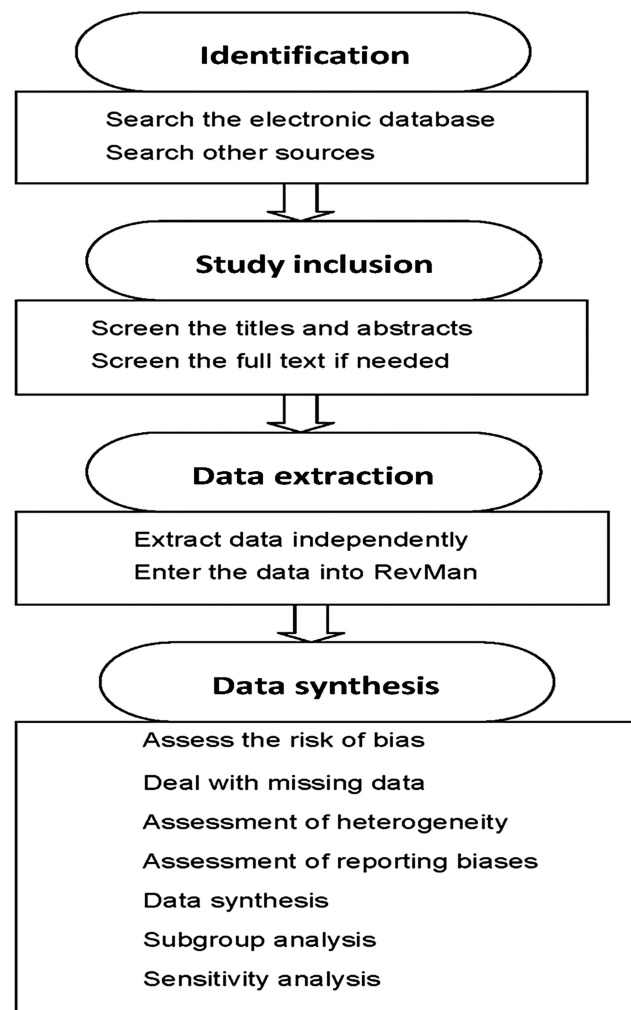 Identification
Search the electronic database
Search other sources
Study inclusion
Screen the titles and abstracts
Screen the full text if needed
Data extraction
Extract data independently
Enter the data into RevMan
Data synthesis
Assess the risk of bias
Deal with missing data
Assessment of heterogeneity
Assessment of reporting biases
Data synthesis
Subgroup analysis
Sensitivity analysis